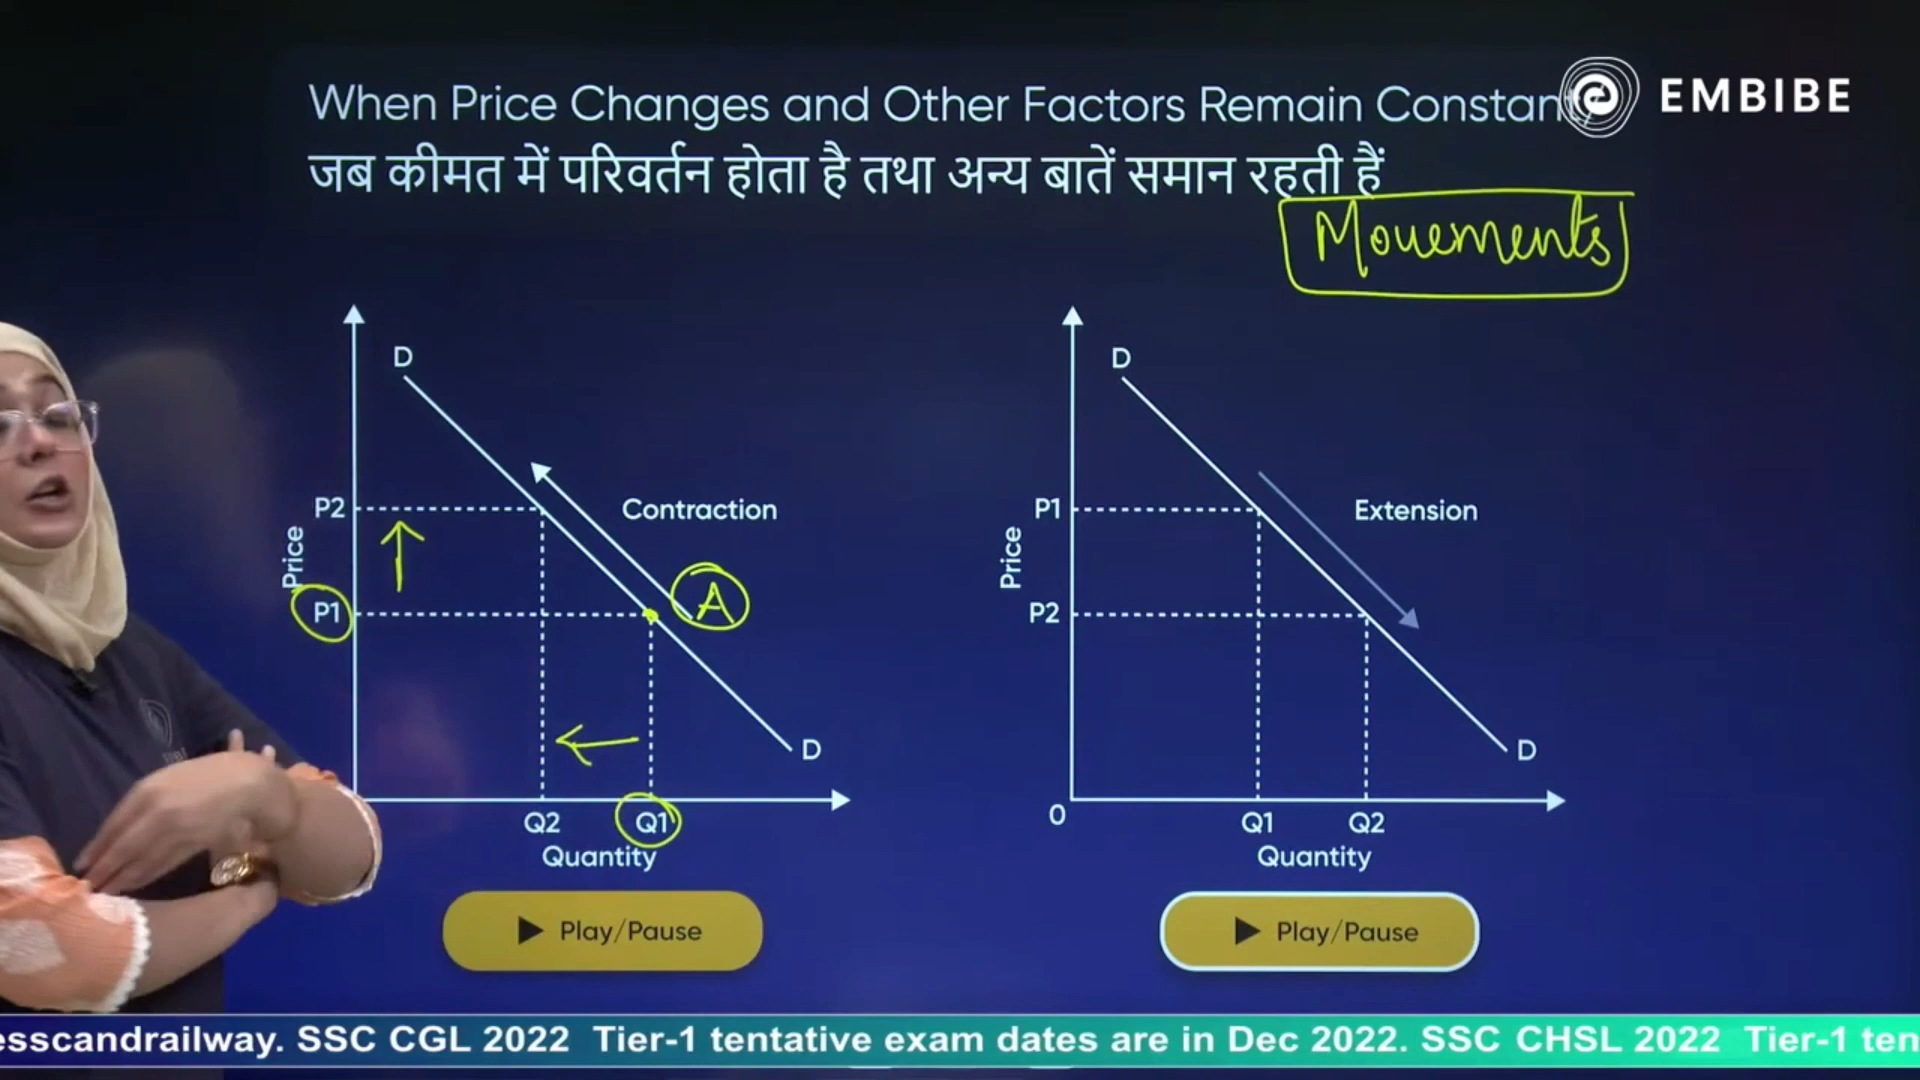 When Price Changes and Other Factors Remain Constant
EMBIBE
जब कीमत में परिवर्तन होता है तथा अन्य बातें समान रहती हैं
Movements
D
P2
Contraction
Price
P1
A
D
Q2
Q1
Quantity
Play/Pause
D
P1
Extension
Price
P2
D
0
Q1
Q2
Quantity
Play/Pause
esscandrailway. SSC CGL 2022 Tier-1 tentative exam dates are in Dec 2022. SSC CHSL 2022 Tier-1 ten